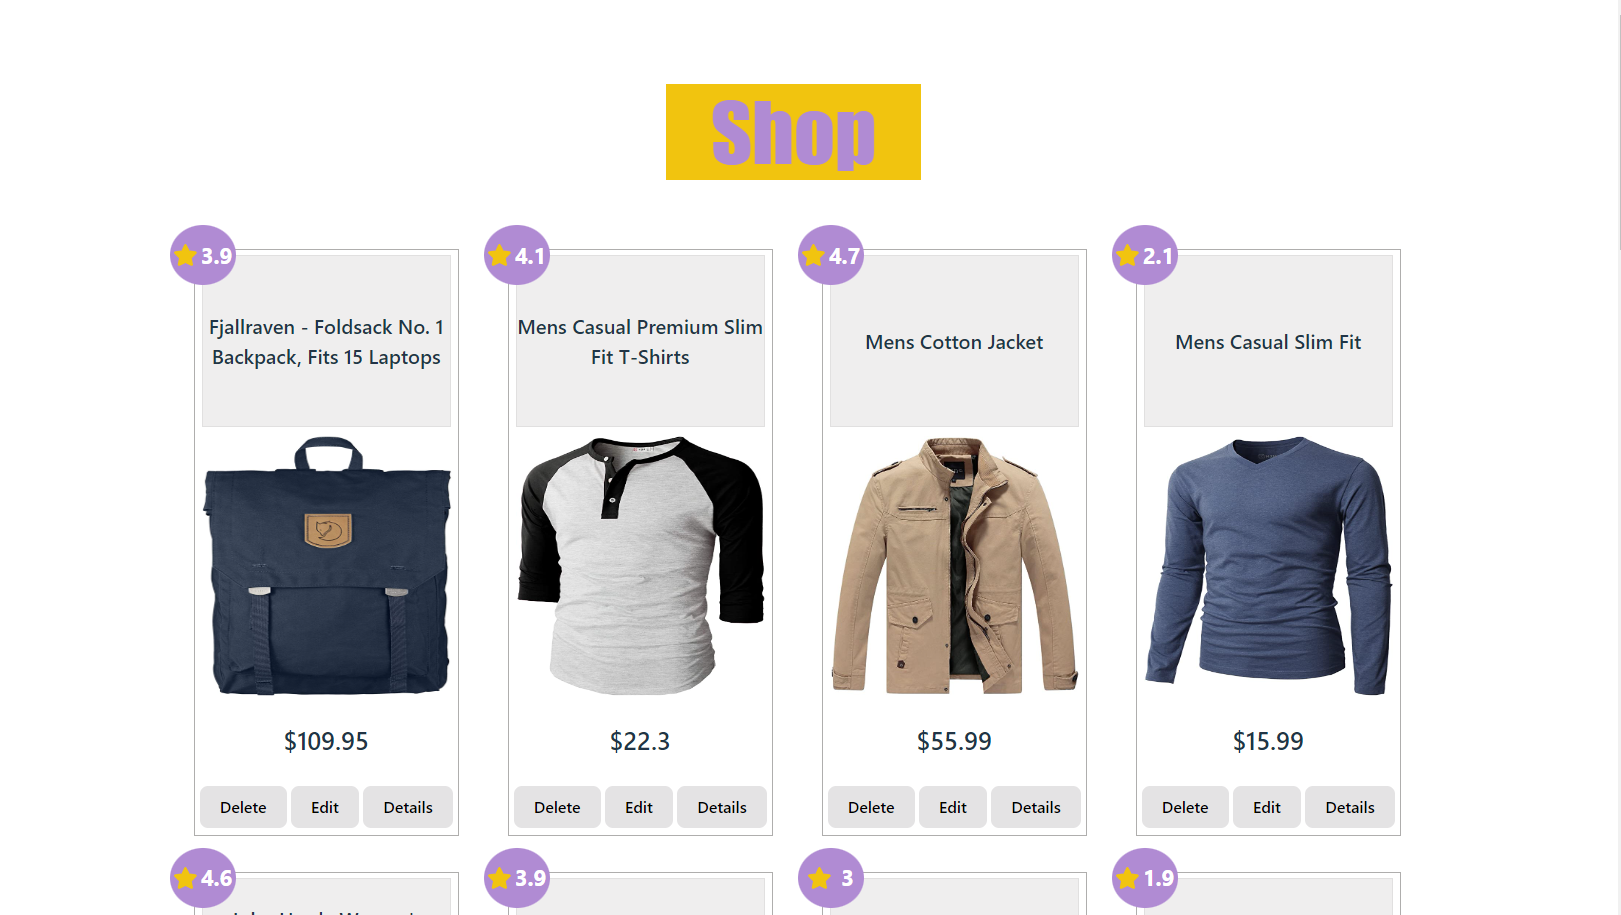 Shop
3.9
4.1
4.7
2.1
Fjallraven - Foldsack No. 1
Backpack, Fits 15 Laptops
Mens Casual Premium Slim
Fit T-Shirts
Mens Cotton Jacket
Mens Casual Slim Fit
$109.95
$22.3
$55.99
$15.99
Delete
Edit
Details
Delete
Edit
Details
Delete
Edit
Details
Delete
Edit
Details
4.6
3.9
3
1.9